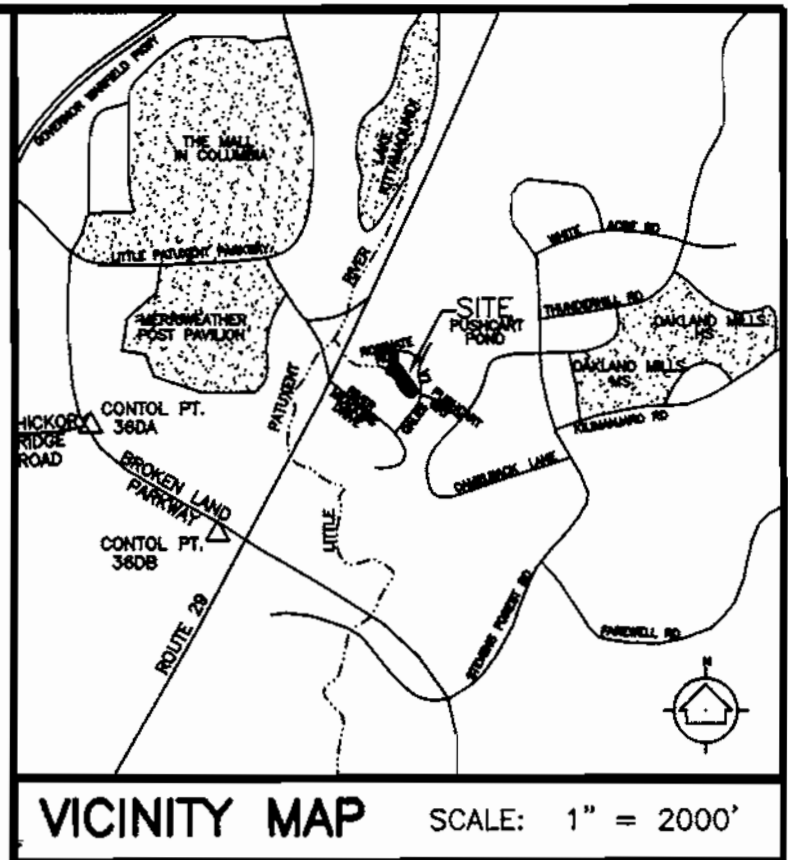 GOVERNOR WARFIELD PKWY
THE MALL
IN COLUMBIA
LAKE
KITTAMAQUNDI
WHITE ACRE RD
LITTLE PATUXENT PARKWAY
RIVER
SITE
PUSHCART
POND
THUNDERHILL RD
MERRIWEATHER
POST PAVILION
OAKLAND MILLS
HS.
OAKLAND MILLS
MS.
PATUXENT
PUSHCART
CONTOL PT.
36DA
HICKORY
RIDGE
ROAD
KILIMANJARO RD
BROKEN LAND
PARKWAY
LITTLE
CONTOL PT.
36DB
ROUTE 29
STEVENS FOREST RD
FAREWELL RD
N
VICINITY MAP SCALE: 1" = 2000'